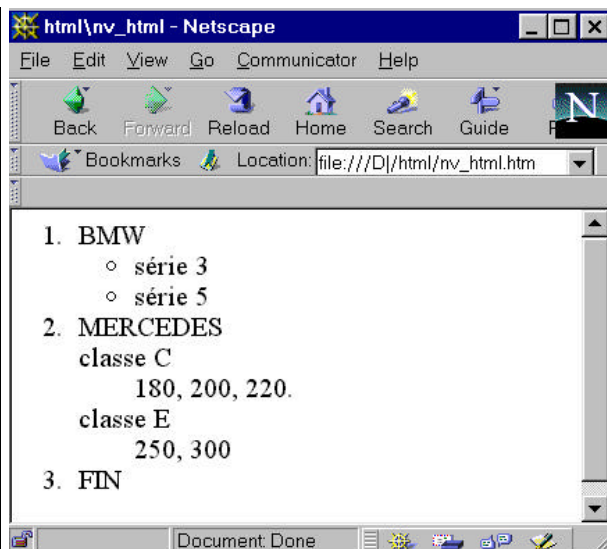 html\nv_html - Netscape
File Edit View Go Communicator Help
Back Forward Reload Home Search Guide
N
Bookmarks Location: file:///D|/html/nv_html.htm
1. BMW
série 3
série 5
2. MERCEDES
classe C
180, 200, 220.
classe E
250, 300
3. FIN
Document: Done